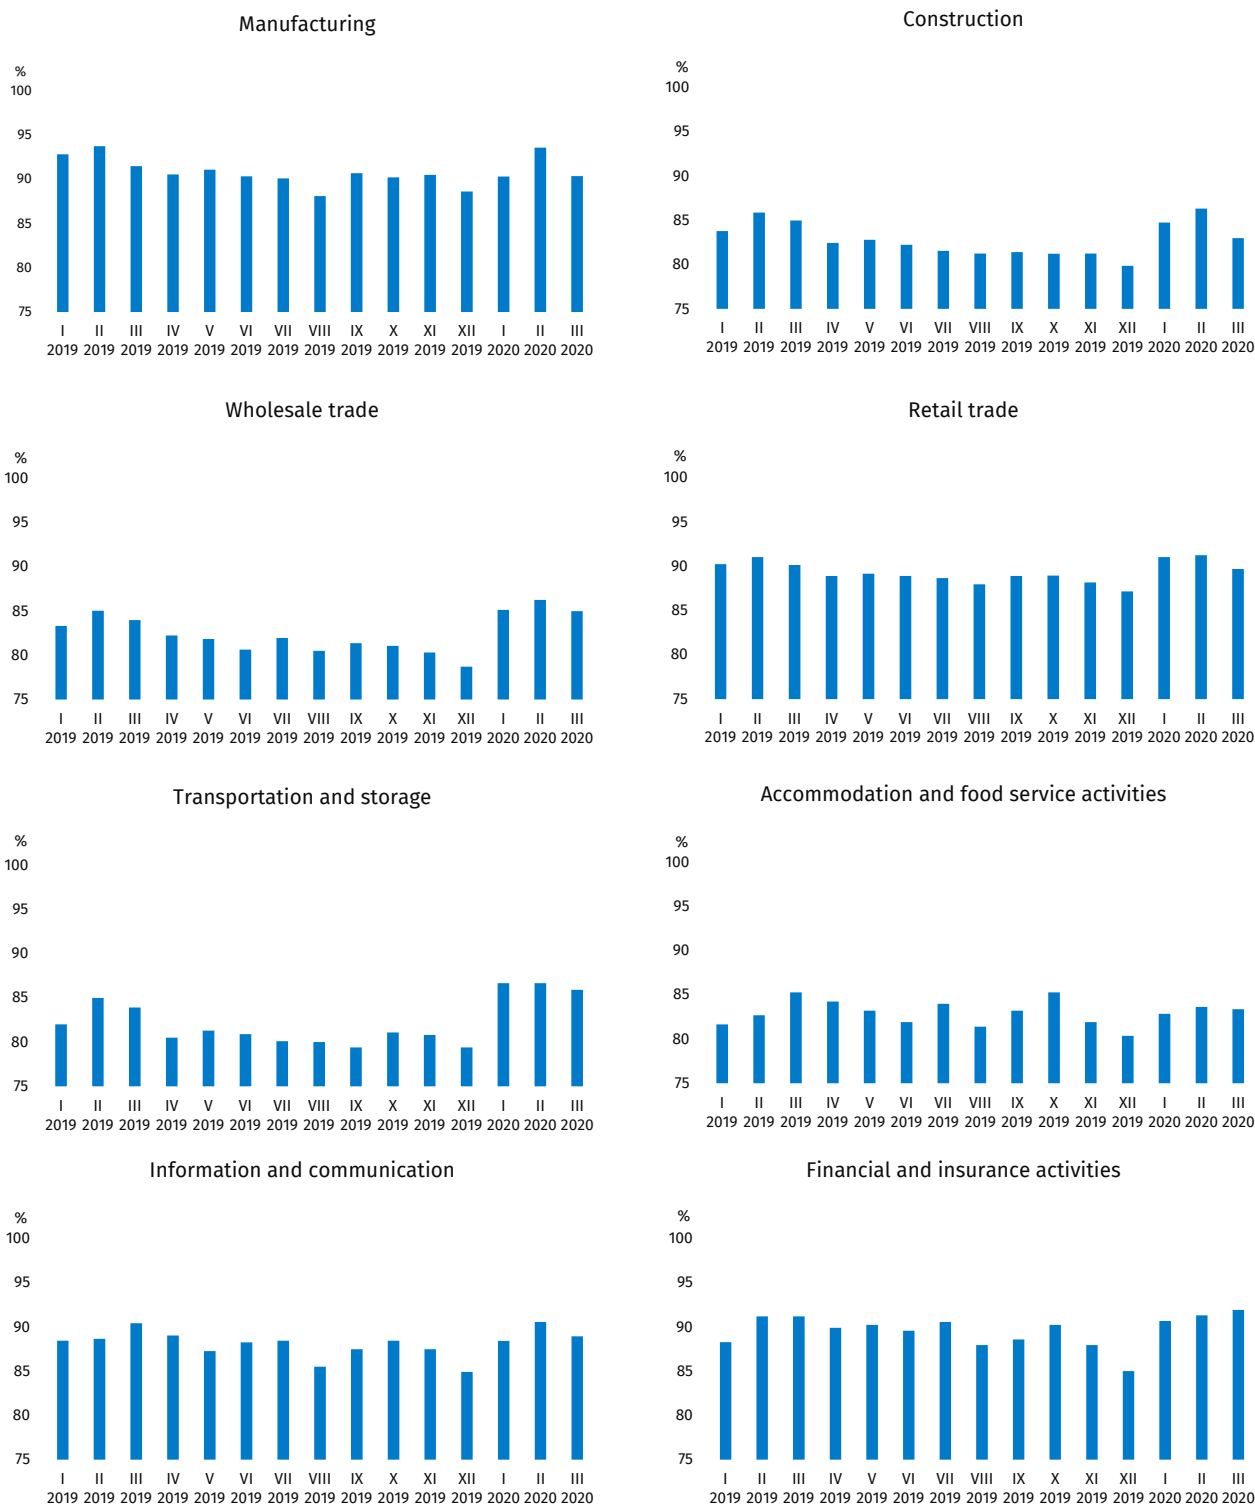 Manufacturing
%
100
95
90
85
80
75
I II III IV V VI VII VIII IX X XI XII I II III
2019 2019 2019 2019 2019 2019 2019 2019 2019 2019 2019 2019 2020 2020 2020
Construction
%
100
95
90
85
80
75
I II III IV V VI VII VIII IX X XI XII I II III
2019 2019 2019 2019 2019 2019 2019 2019 2019 2019 2019 2019 2020 2020 2020
Wholesale trade
%
100
95
90
85
80
75
I II III IV V VI VII VIII IX X XI XII I II III
2019 2019 2019 2019 2019 2019 2019 2019 2019 2019 2019 2019 2020 2020 2020
Retail trade
%
100
95
90
85
80
75
I II III IV V VI VII VIII IX X XI XII I II III
2019 2019 2019 2019 2019 2019 2019 2019 2019 2019 2019 2019 2020 2020 2020
Transportation and storage
%
100
95
90
85
80
75
I II III IV V VI VII VIII IX X XI XII I II III
2019 2019 2019 2019 2019 2019 2019 2019 2019 2019 2019 2019 2020 2020 2020
Accommodation and food service activities
%
100
95
90
85
80
75
I II III IV V VI VII VIII IX X XI XII I II III
2019 2019 2019 2019 2019 2019 2019 2019 2019 2019 2019 2019 2020 2020 2020
Information and communication
%
100
95
90
85
80
75
I II III IV V VI VII VIII IX X XI XII I II III
2019 2019 2019 2019 2019 2019 2019 2019 2019 2019 2019 2019 2020 2020 2020
Financial and insurance activities
%
100
95
90
85
80
75
I II III IV V VI VII VIII IX X XI XII I II III
2019 2019 2019 2019 2019 2019 2019 2019 2019 2019 2019 2019 2020 2020 2020